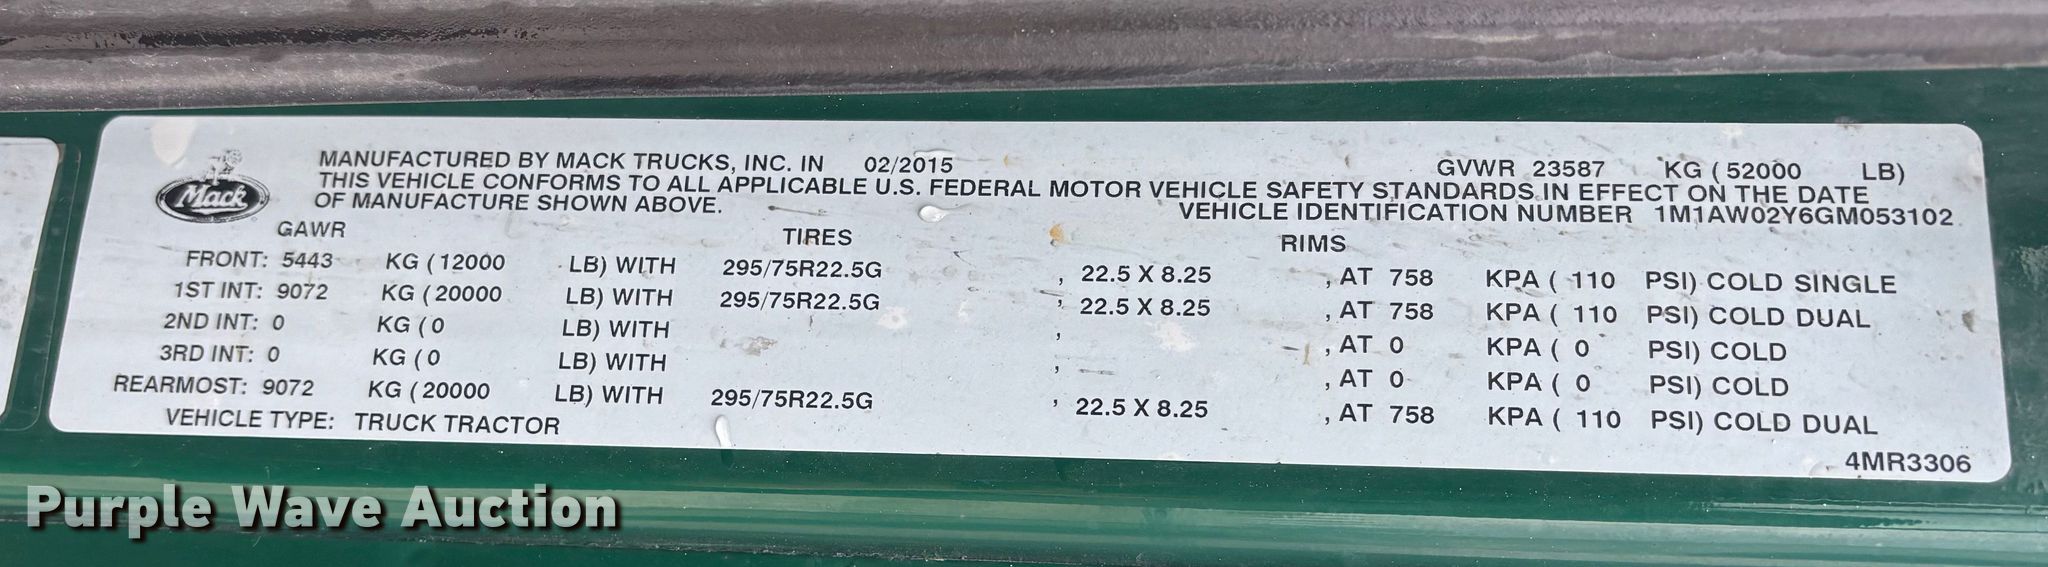 Mack
MANUFACTURED BY MACK TRUCKS, INC. IN 02/2015 GVWR 23587 KG ( 52000 LB)
THIS VEHICLE CONFORMS TO ALL APPLICABLE U.S. FEDERAL MOTOR VEHICLE SAFETY STANDARDS IN EFFECT ON THE DATE
OF MANUFACTURE SHOWN ABOVE. VEHICLE IDENTIFICATION NUMBER 1M1AW02Y6GM053102
GAWR TIRES RIMS
FRONT: 5443 KG ( 12000 LB) WITH 295/75R22.5G , 22.5 X 8.25 , AT 758 KPA ( 110 PSI) COLD SINGLE
1ST INT: 9072 KG ( 20000 LB) WITH 295/75R22.5G , 22.5 X 8.25 , AT 758 KPA ( 110 PSI) COLD DUAL
2ND INT: 0 KG ( 0 LB) WITH , , AT 0 KPA ( 0 PSI) COLD
3RD INT: 0 KG ( 0 LB) WITH , , AT 0 KPA ( 0 PSI) COLD
REARMOST: 9072 KG ( 20000 LB) WITH 295/75R22.5G , 22.5 X 8.25 , AT 758 KPA ( 110 PSI) COLD DUAL
VEHICLE TYPE: TRUCK TRACTOR
4MR3306
Purple Wave Auction